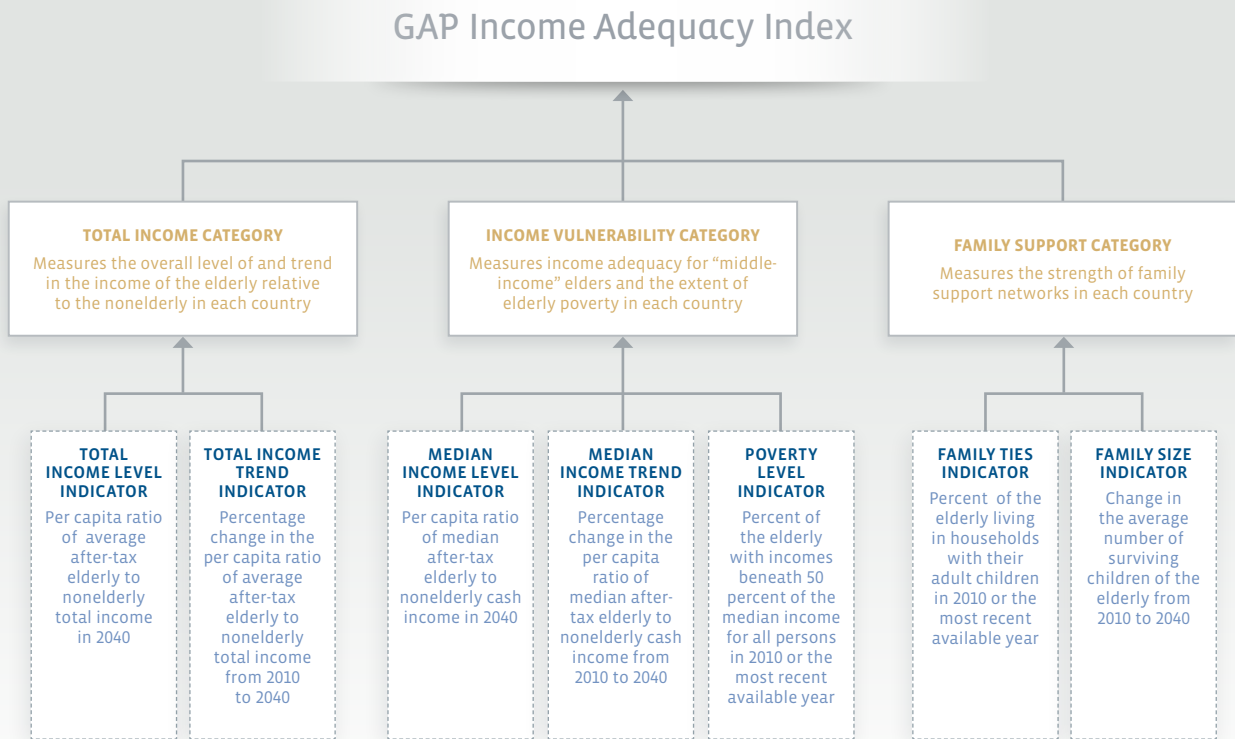 GAP Income Adequacy Index
TOTAL INCOME CATEGORY
Measures the overall level of and trend
in the income of the elderly relative
to the nonelderly in each country
INCOME VULNERABILITY CATEGORY
Measures income adequacy for “middle-
income” elders and the extent of
elderly poverty in each country
FAMILY SUPPORT CATEGORY
Measures the strength of family
support networks in each country
TOTAL
INCOME LEVEL
INDICATOR
Per capita ratio
of average
after-tax
elderly to
nonelderly
total income
in 2040
TOTAL INCOME
TREND
INDICATOR
Percentage
change in the
per capita ratio
of average
after-tax
elderly to
nonelderly
total income
from 2010
to 2040
MEDIAN
INCOME LEVEL
INDICATOR
Per capita ratio
of median
after-tax
elderly to
nonelderly cash
income in 2040
MEDIAN
INCOME TREND
INDICATOR
Percentage
change in the
per capita
ratio of
median after-
tax elderly to
nonelderly cash
income from
2010 to 2040
POVERTY
LEVEL
INDICATOR
Percent of
the elderly
with incomes
beneath 50
percent of the
median income
for all persons
in 2010 or the
most recent
available year
FAMILY TIES
INDICATOR
Percent of the
elderly living
in households
with their
adult children
in 2010 or the
most recent
available year
FAMILY SIZE
INDICATOR
Change in
the average
number of
surviving
children of the
elderly from
2010 to 2040